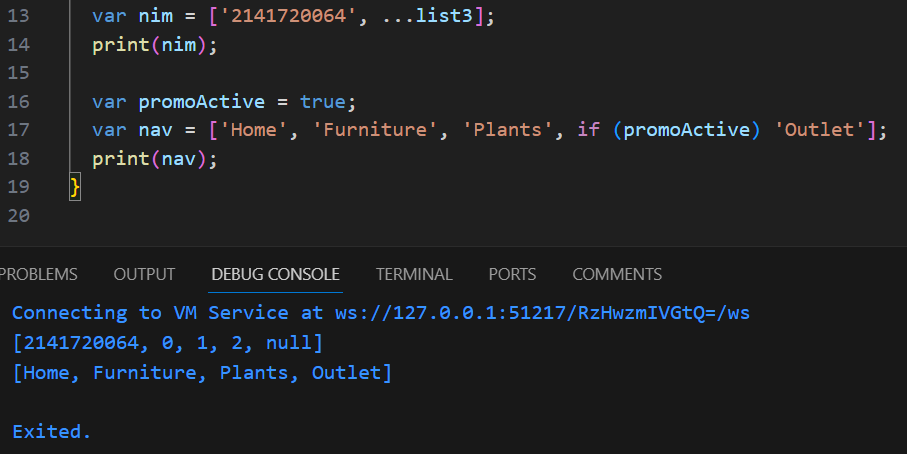 13 var nim = ['2141720064', ...list3];
14 print(nim);
15
16 var promoActive = true;
17 var nav = ['Home', 'Furniture', 'Plants', if (promoActive) 'Outlet'];
18 print(nav);
19 }
20
PROBLEMS OUTPUT DEBUG CONSOLE TERMINAL PORTS COMMENTS
Connecting to VM Service at ws://127.0.0.1:51217/RzHwzmIVGtQ=/ws
[2141720064, 0, 1, 2, null]
[Home, Furniture, Plants, Outlet]
Exited.